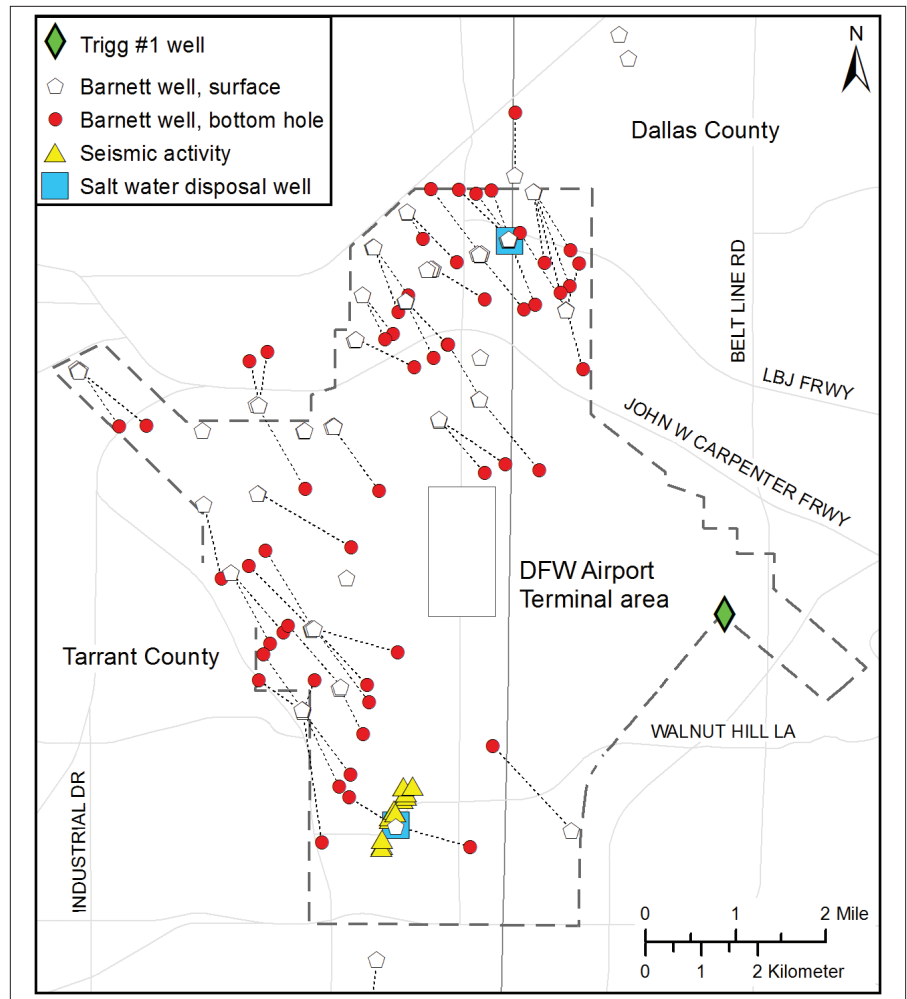 Trigg #1 well
Barnett well, surface
Barnett well, bottom hole
Seismic activity
Salt water disposal well
N
Dallas County
BELT LINE RD
LBJ FRWY
JOHN W CARPENTER FRWY
DFW Airport
Terminal area
Tarrant County
WALNUT HILL LA
INDUSTRIAL DR
0 1 2 Mile
0 1 2 Kilometer